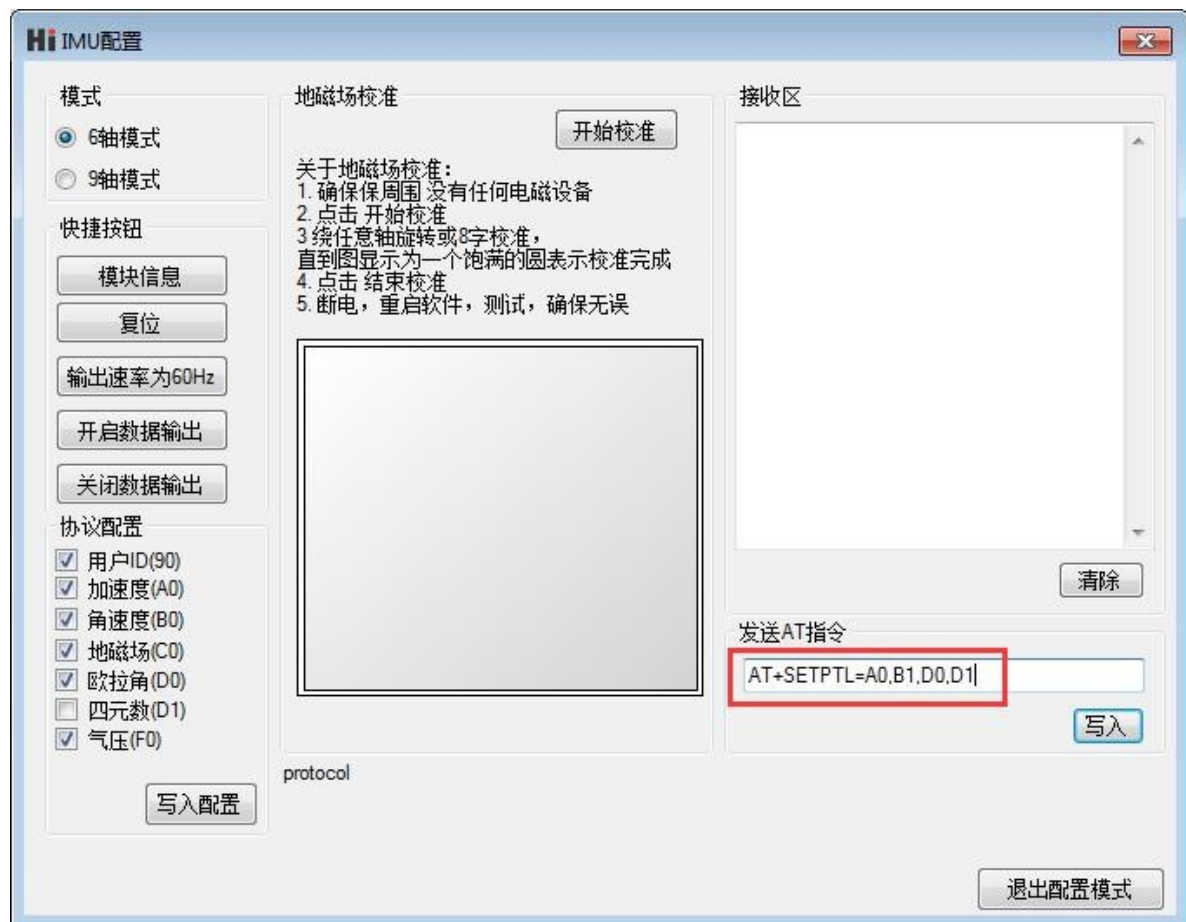 Hi IMU配置
模式
6轴模式
9轴模式
快捷按钮
模块信息
复位
输出速率为60Hz
开启数据输出
关闭数据输出
协议配置
用户ID(90)
加速度(A0)
角速度(B0)
地磁场(C0)
欧拉角(D0)
四元数(D1)
气压(F0)
写入配置
地磁场校准
开始校准
关于地磁场校准：
1. 确保保周围 没有任何电磁设备
2. 点击 开始校准
3 绕任意轴旋转或8字校准，
直到图显示为一个饱满的圆表示校准完成
4. 点击 结束校准
5. 断电，重启软件，测试，确保无误
protocol
接收区
清除
发送AT指令
AT+SETPTL=A0,B1,D0,D1
写入
退出配置模式